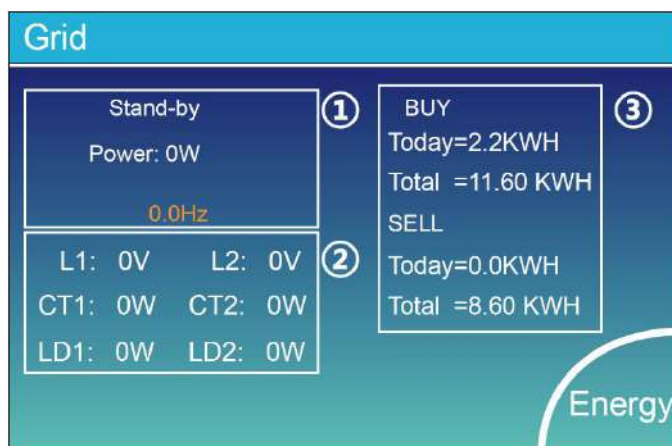 Grid
Stand-by
①
Power: 0W
0.0Hz
L1: 0V L2: 0V
②
CT1: 0W CT2: 0W
LD1: 0W LD2: 0W
BUY
③
Today=2.2KWH
Total =11.60 KWH
SELL
Today=0.0KWH
Total =8.60 KWH
Energy